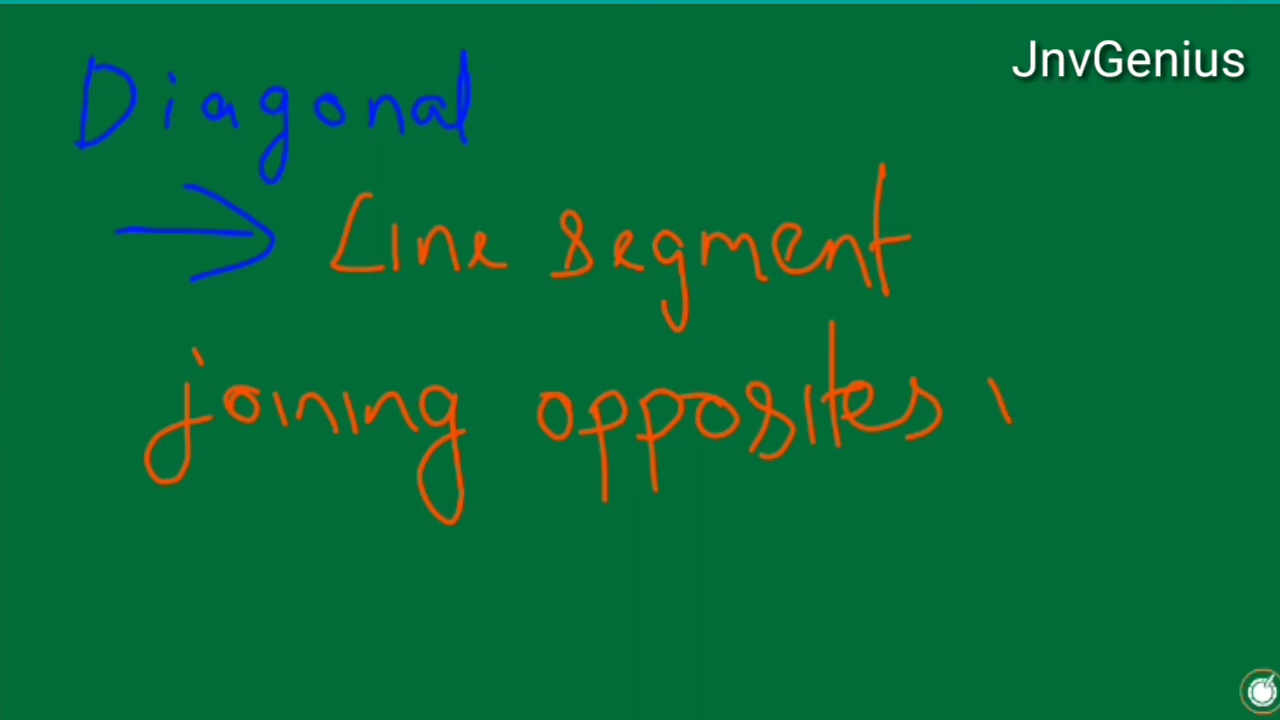 JnvGenius
Diagonal
→ Line segment
joining opposites